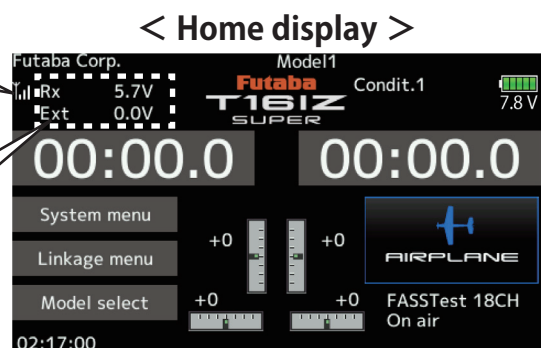 ＜ Home display ＞
Futaba Corp. Model1
Rx 5.7V
Ext 0.0V
Futaba
T16IZ
SUPER
Condit.1
7.8 V
00:00.0 00:00.0
System menu
Linkage menu
Model select
+0 +0
+0 +0
AIRPLANE
FASSTest 18CH
On air
02:17:00